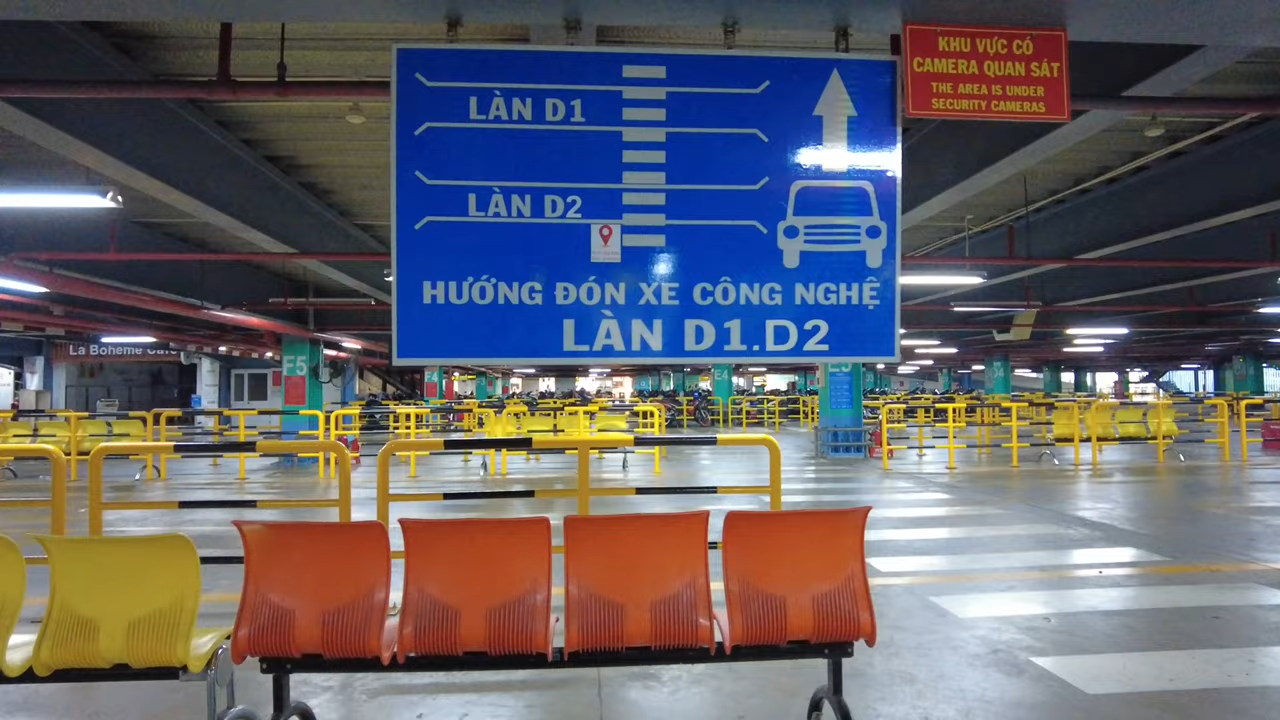 KHU VỰC CÓ
CAMERA QUAN SÁT
THE AREA IS UNDER
SECURITY CAMERAS
LÀN D1
LÀN D2
HƯỚNG ĐÓN XE CÔNG NGHỆ
LÀN D1.D2
La Boheme Café
F5
E4
E5